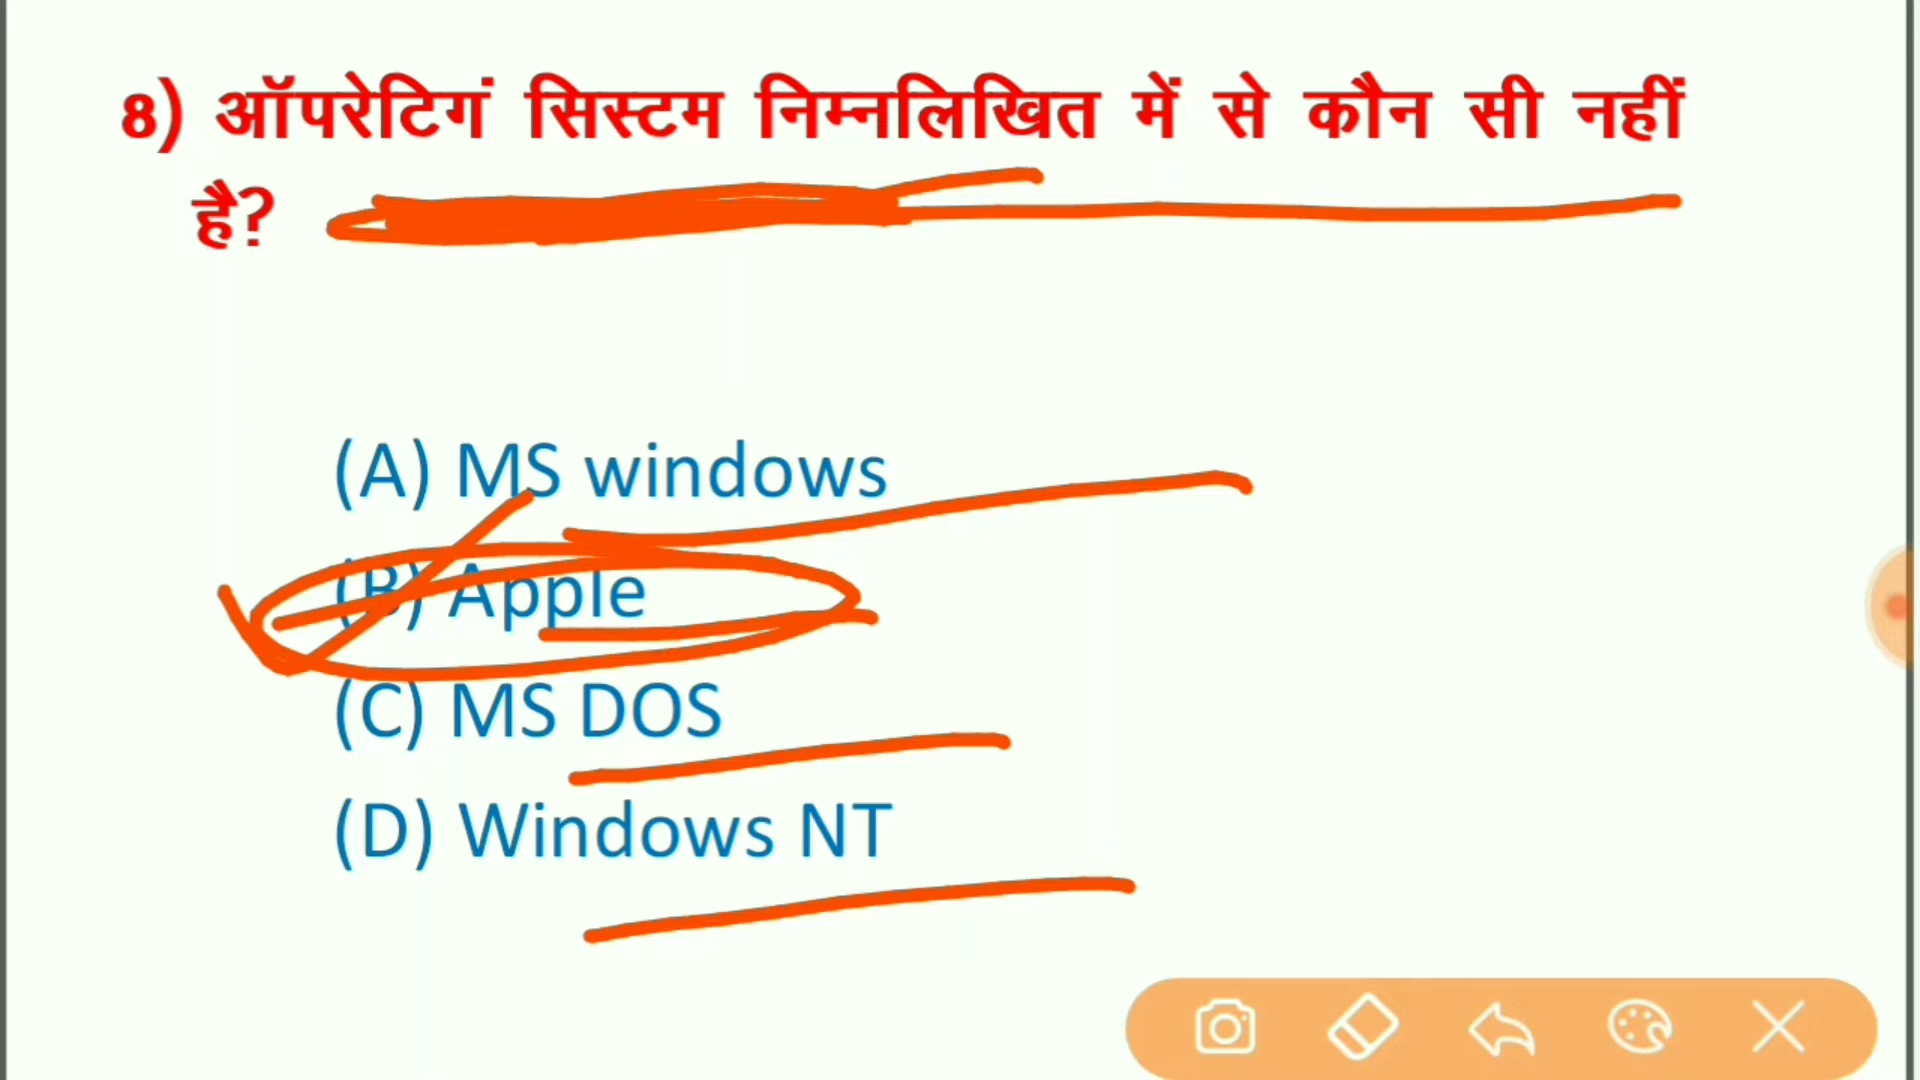 8) ऑपरेटिगं सिस्टम निम्नलिखित में से कौन सी नहीं
है?
(A) MS windows
(B) Apple
(C) MS DOS
(D) Windows NT